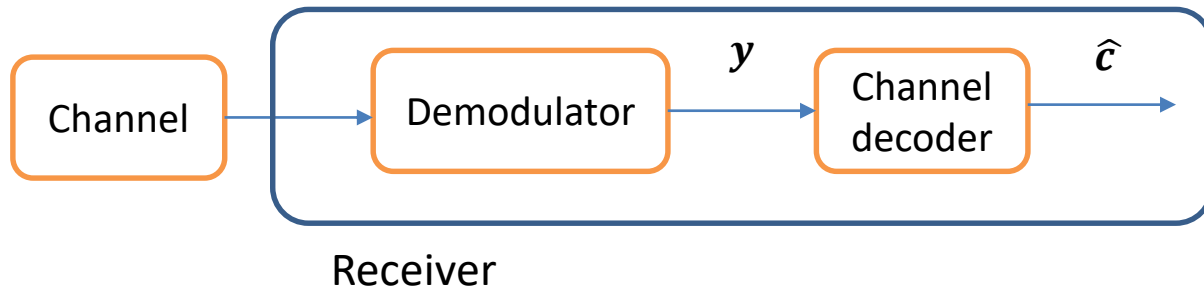 Channel
Demodulator
y
Channel
decoder
ĉ
Receiver